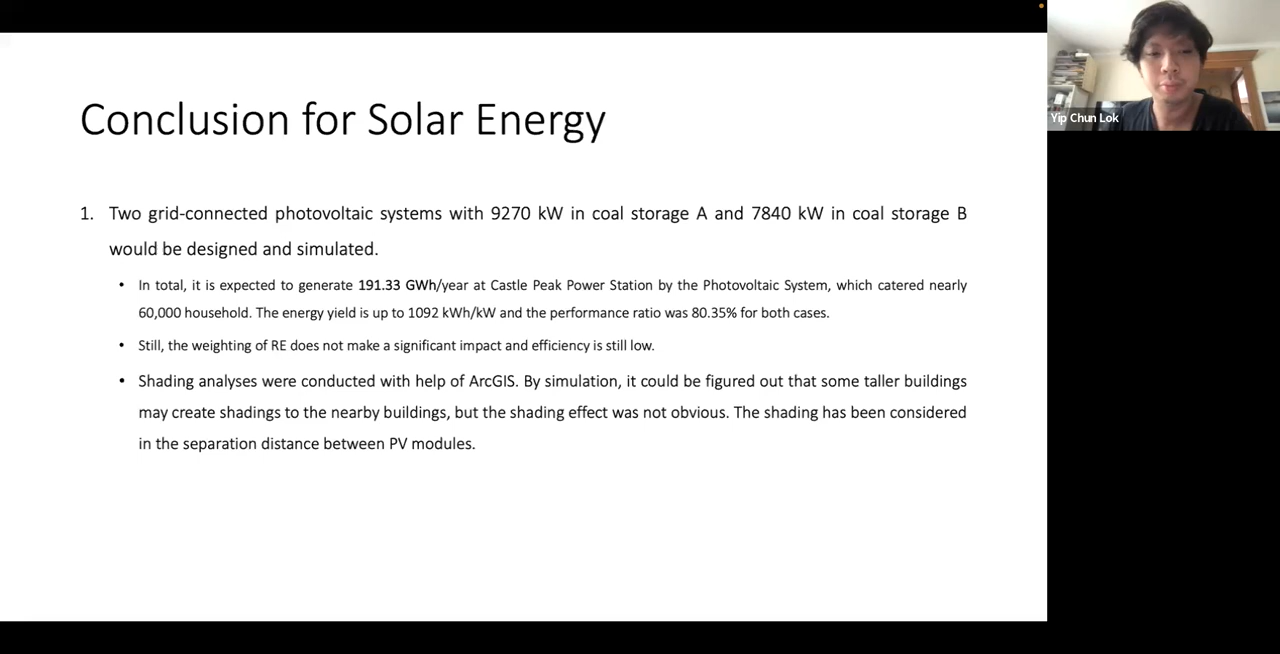 Conclusion for Solar Energy
1. Two grid-connected photovoltaic systems with 9270 kW in coal storage A and 7840 kW in coal storage B
would be designed and simulated.
• In total, it is expected to generate 191.33 GWh/year at Castle Peak Power Station by the Photovoltaic System, which catered nearly
60,000 household. The energy yield is up to 1092 kWh/kW and the performance ratio was 80.35% for both cases.
• Still, the weighting of RE does not make a significant impact and efficiency is still low.
• Shading analyses were conducted with help of ArcGIS. By simulation, it could be figured out that some taller buildings
may create shadings to the nearby buildings, but the shading effect was not obvious. The shading has been considered
in the separation distance between PV modules.
Yip Chun Lok